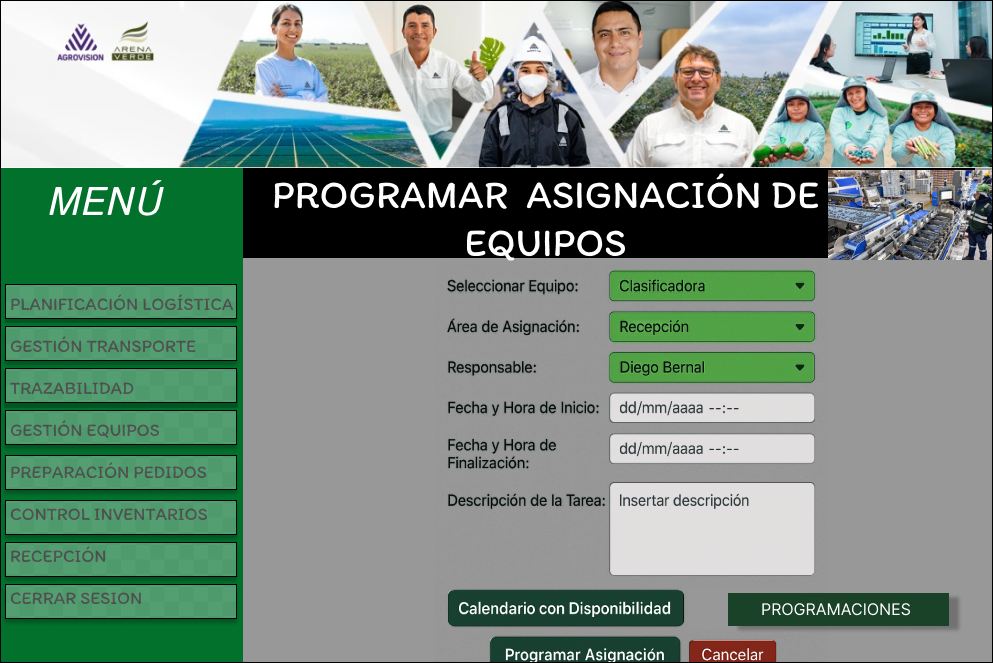 AGROVISION
ARENA
VERDE
MENÚ
PROGRAMAR ASIGNACIÓN DE
EQUIPOS
PLANIFICACIÓN LOGÍSTICA
GESTIÓN TRANSPORTE
TRAZABILIDAD
GESTIÓN EQUIPOS
PREPARACIÓN PEDIDOS
CONTROL INVENTARIOS
RECEPCIÓN
CERRAR SESION
Seleccionar Equipo: Clasificadora
Área de Asignación: Recepción
Responsable: Diego Bernal
Fecha y Hora de Inicio: dd/mm/aaaa --:--
Fecha y Hora de
Finalización: dd/mm/aaaa --:--
Descripción de la Tarea: Insertar descripción
Calendario con Disponibilidad
PROGRAMACIONES
Programar Asignación
Cancelar